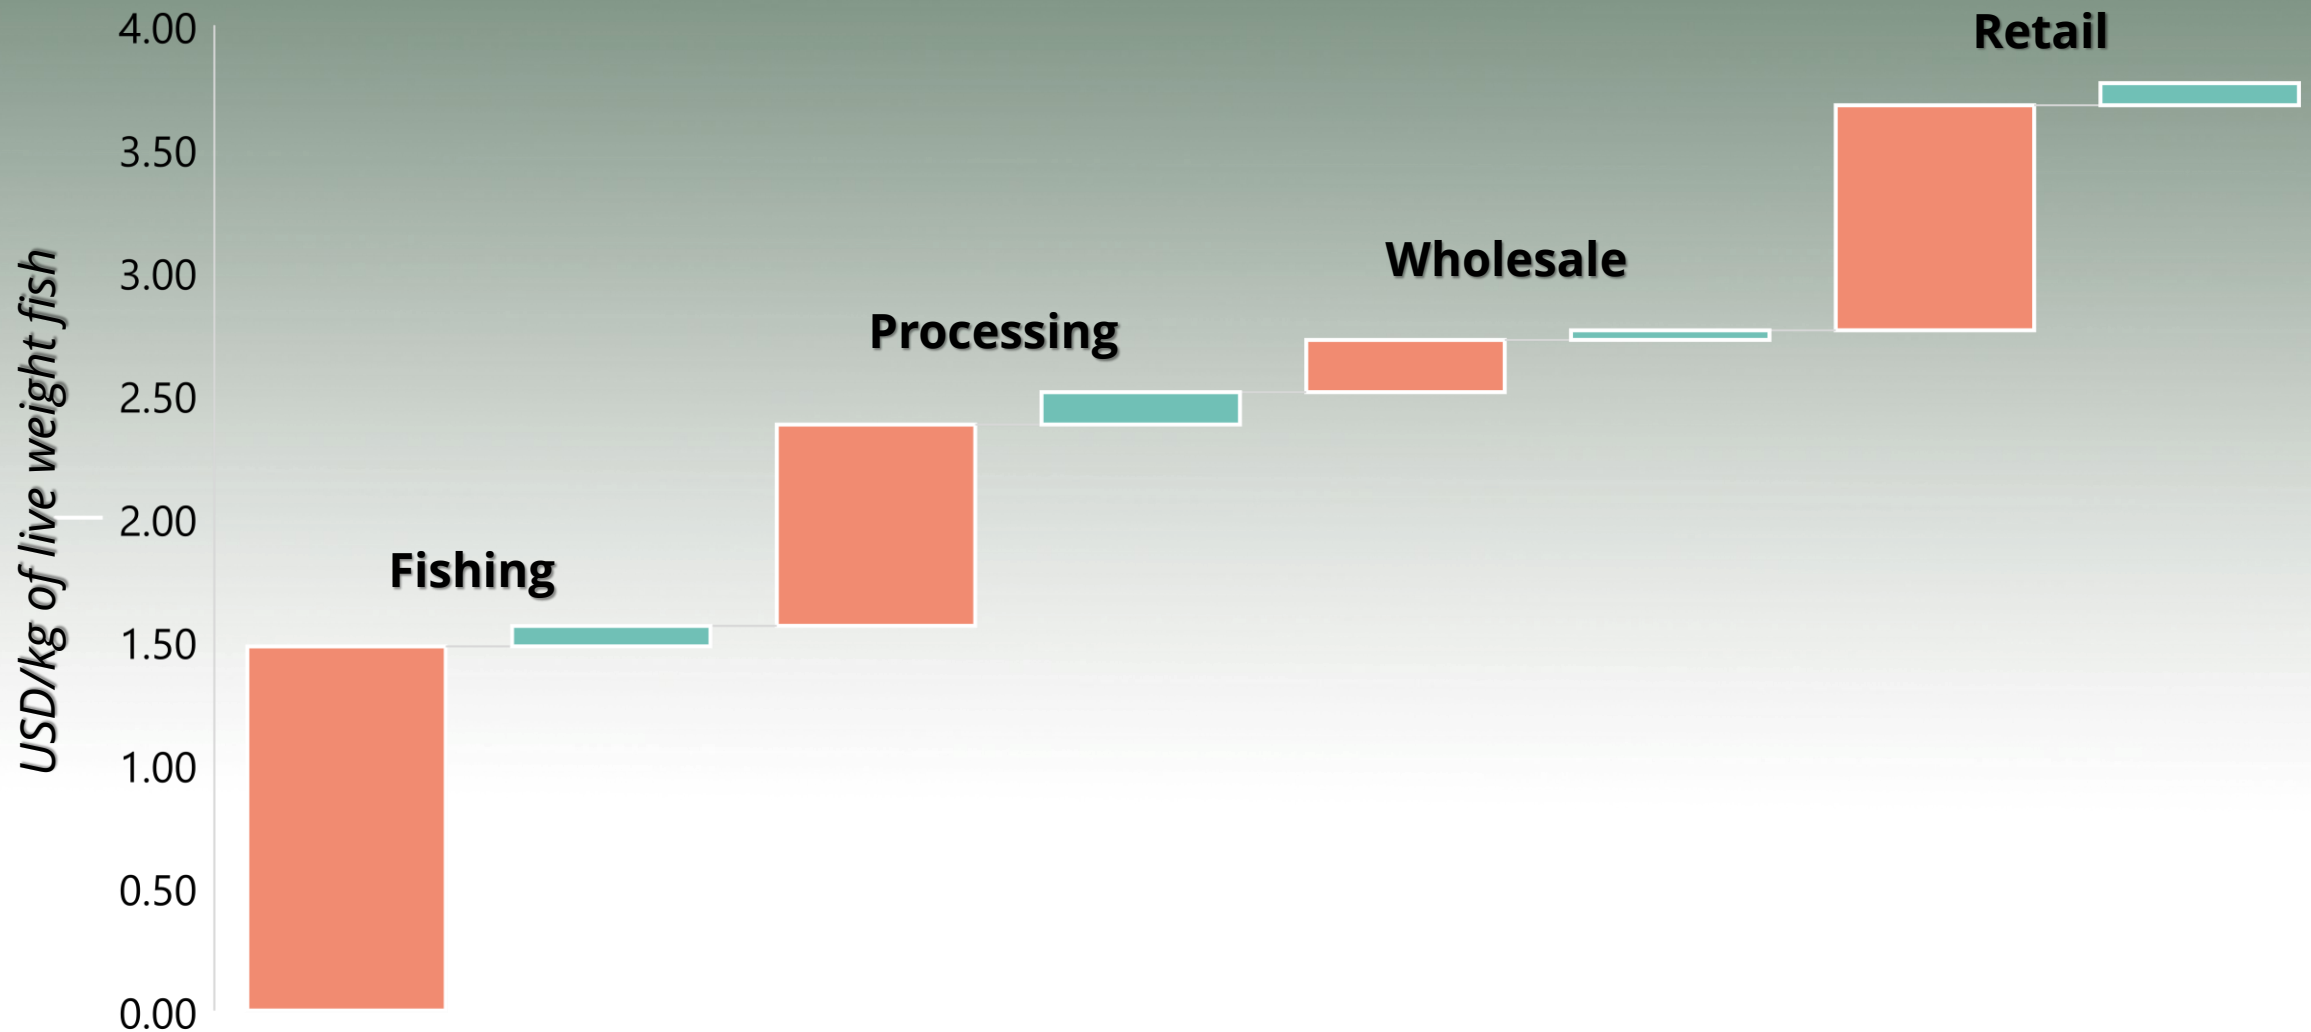 USD/kg of live weight fish
4.00
3.50
3.00
2.50
2.00
1.50
1.00
0.50
0.00
Fishing
Processing
Wholesale
Retail